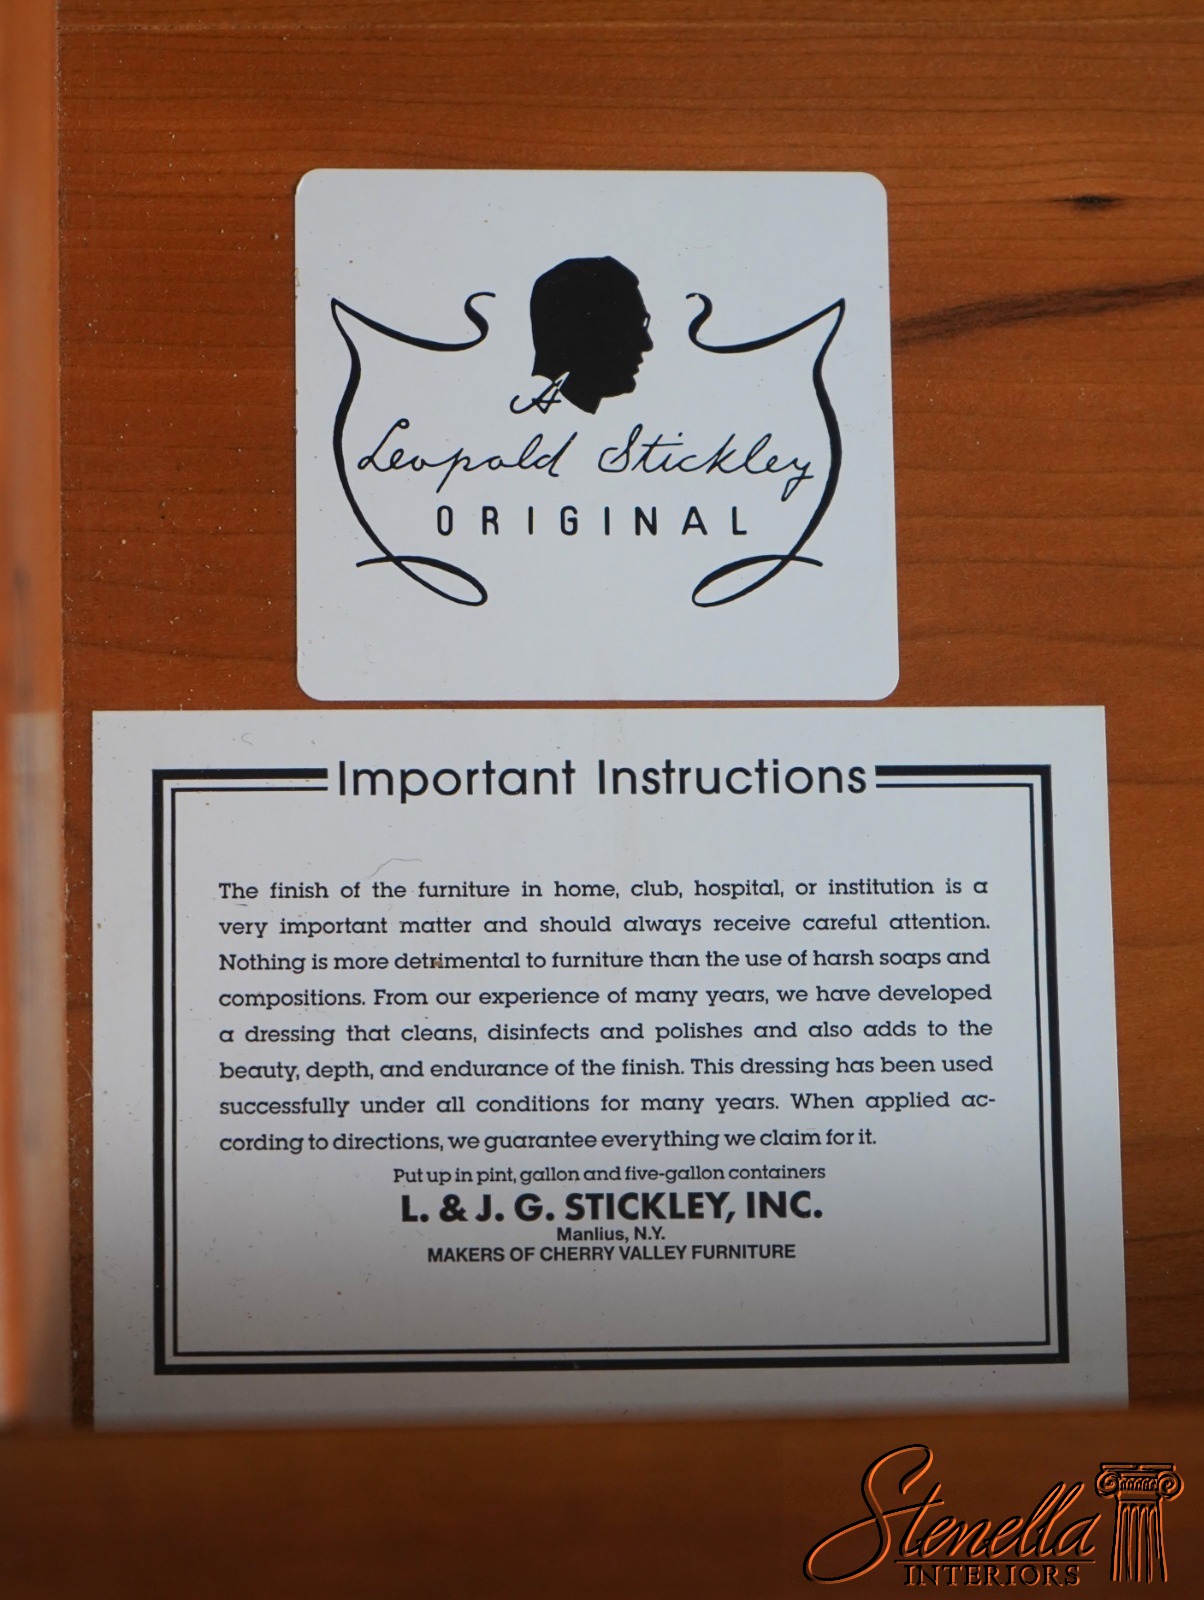 A
Leopold Stickley
ORIGINAL
Important Instructions
The finish of the furniture in home, club, hospital, or institution is a
very important matter and should always receive careful attention.
Nothing is more detrimental to furniture than the use of harsh soaps and
compositions. From our experience of many years, we have developed
a dressing that cleans, disinfects and polishes and also adds to the
beauty, depth, and endurance of the finish. This dressing has been used
successfully under all conditions for many years. When applied ac-
cording to directions, we guarantee everything we claim for it.
Put up in pint, gallon and five-gallon containers
L. & J. G. STICKLEY, INC.
Manlius, N.Y.
MAKERS OF CHERRY VALLEY FURNITURE
Stenella
INTERIORS